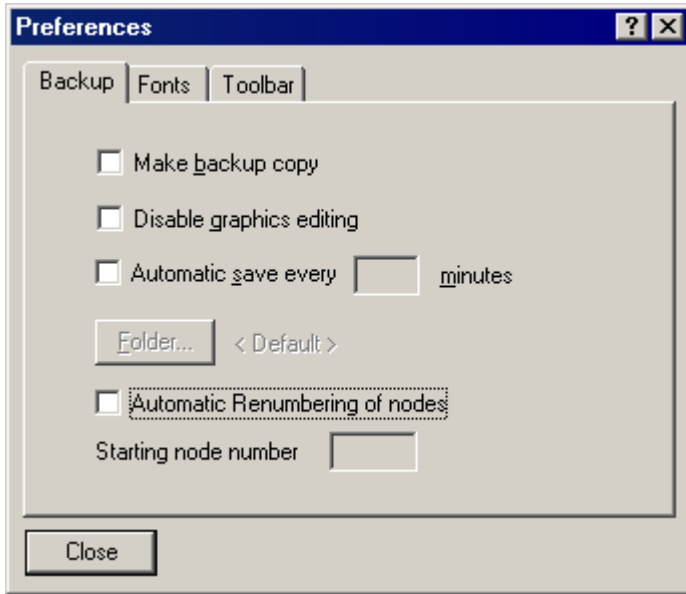 Preferences
Backup Fonts Toolbar
Make backup copy
Disable graphics editing
Automatic save every minutes
Folder... < Default >
Automatic Renumbering of nodes
Starting node number
Close